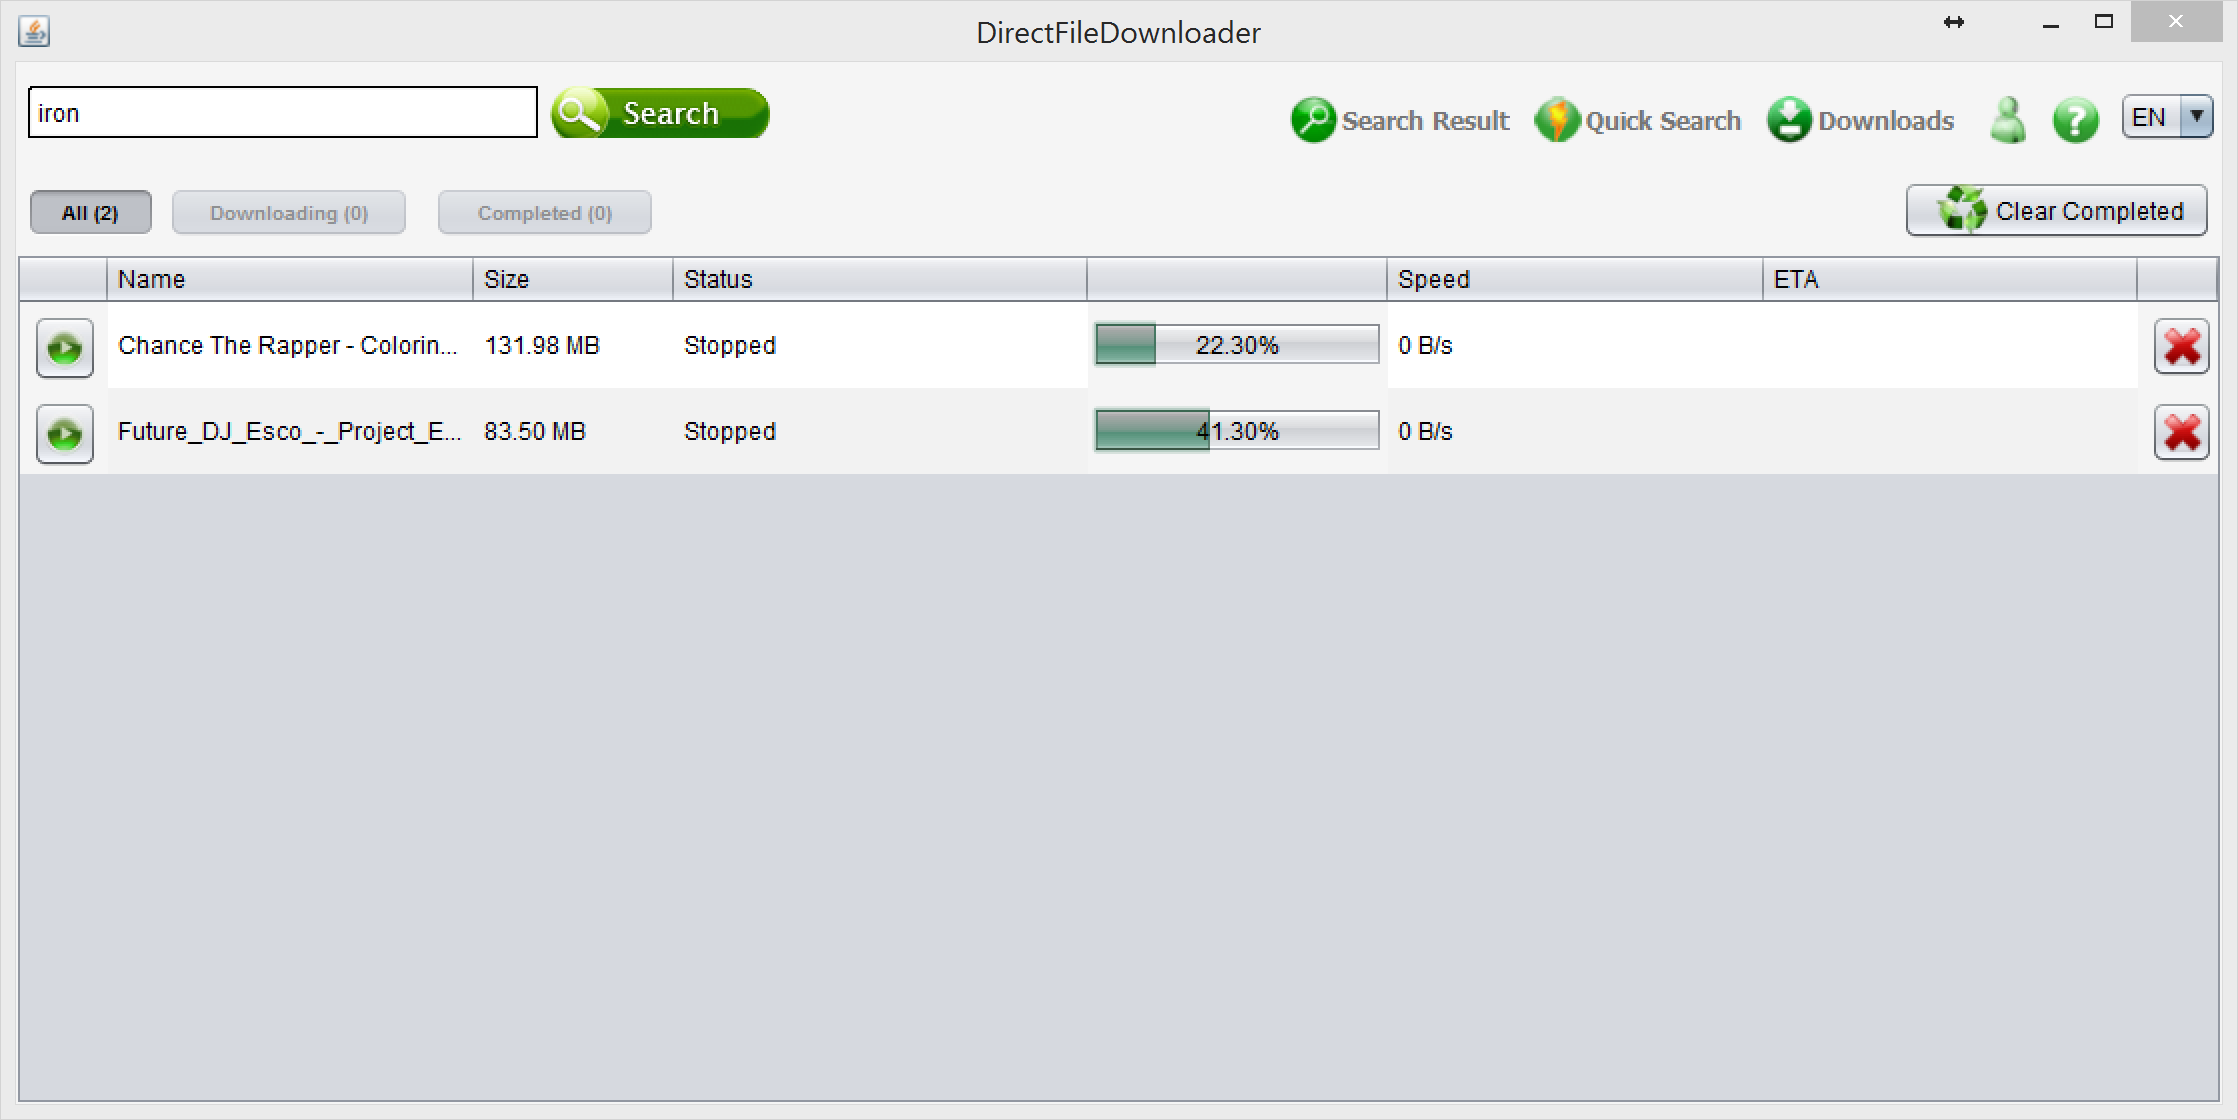 DirectFileDownloader
iron
Search
Search Result
Quick Search
Downloads
?
EN
All (2)
Downloading (0)
Completed (0)
Clear Completed
Name Size Status Speed ETA
Chance The Rapper - Colorin... 131.98 MB Stopped 22.30% 0 B/s
Future_DJ_Esco_-_Project_E... 83.50 MB Stopped 41.30% 0 B/s